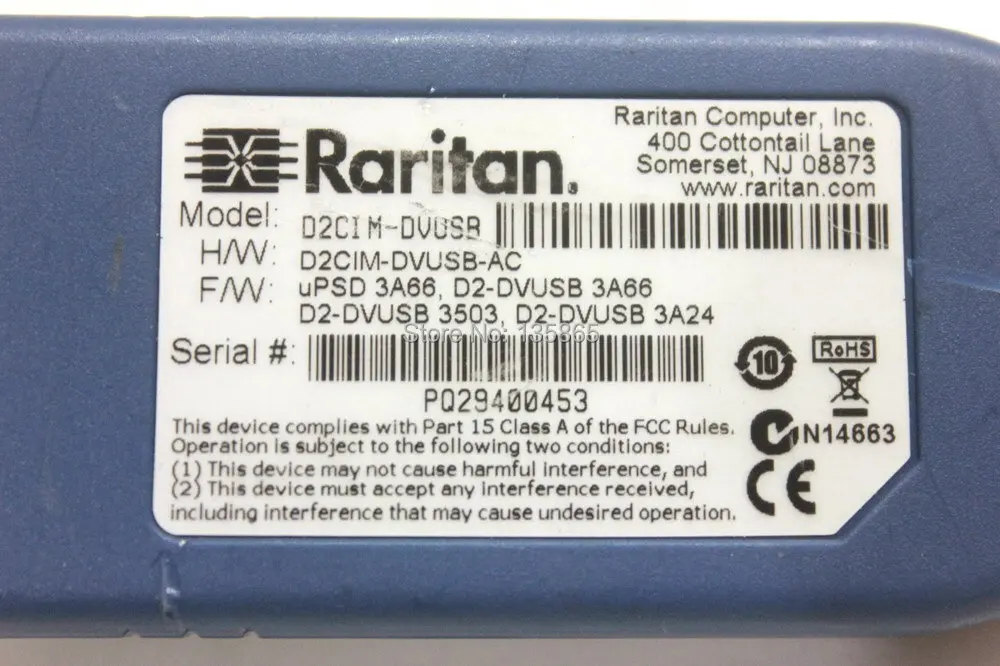 Raritan Computer, Inc.
400 Cottontail Lane
Somerset, NJ 08873
www.raritan.com
Raritan.
Model: D2CIM-DVUSB
H/W: D2CIM-DVUSB-AC
F/W: uPSD 3A66, D2-DVUSB 3A66
D2-DVUSB 3503, D2-DVUSB 3A24
Store No: 135865
Serial #:
PQ29400453
10
RoHS
N14663
CE
This device complies with Part 15 Class A of the FCC Rules.
Operation is subject to the following two conditions:
(1) This device may not cause harmful interference, and
(2) This device must accept any interference received,
including interference that may cause undesired operation.